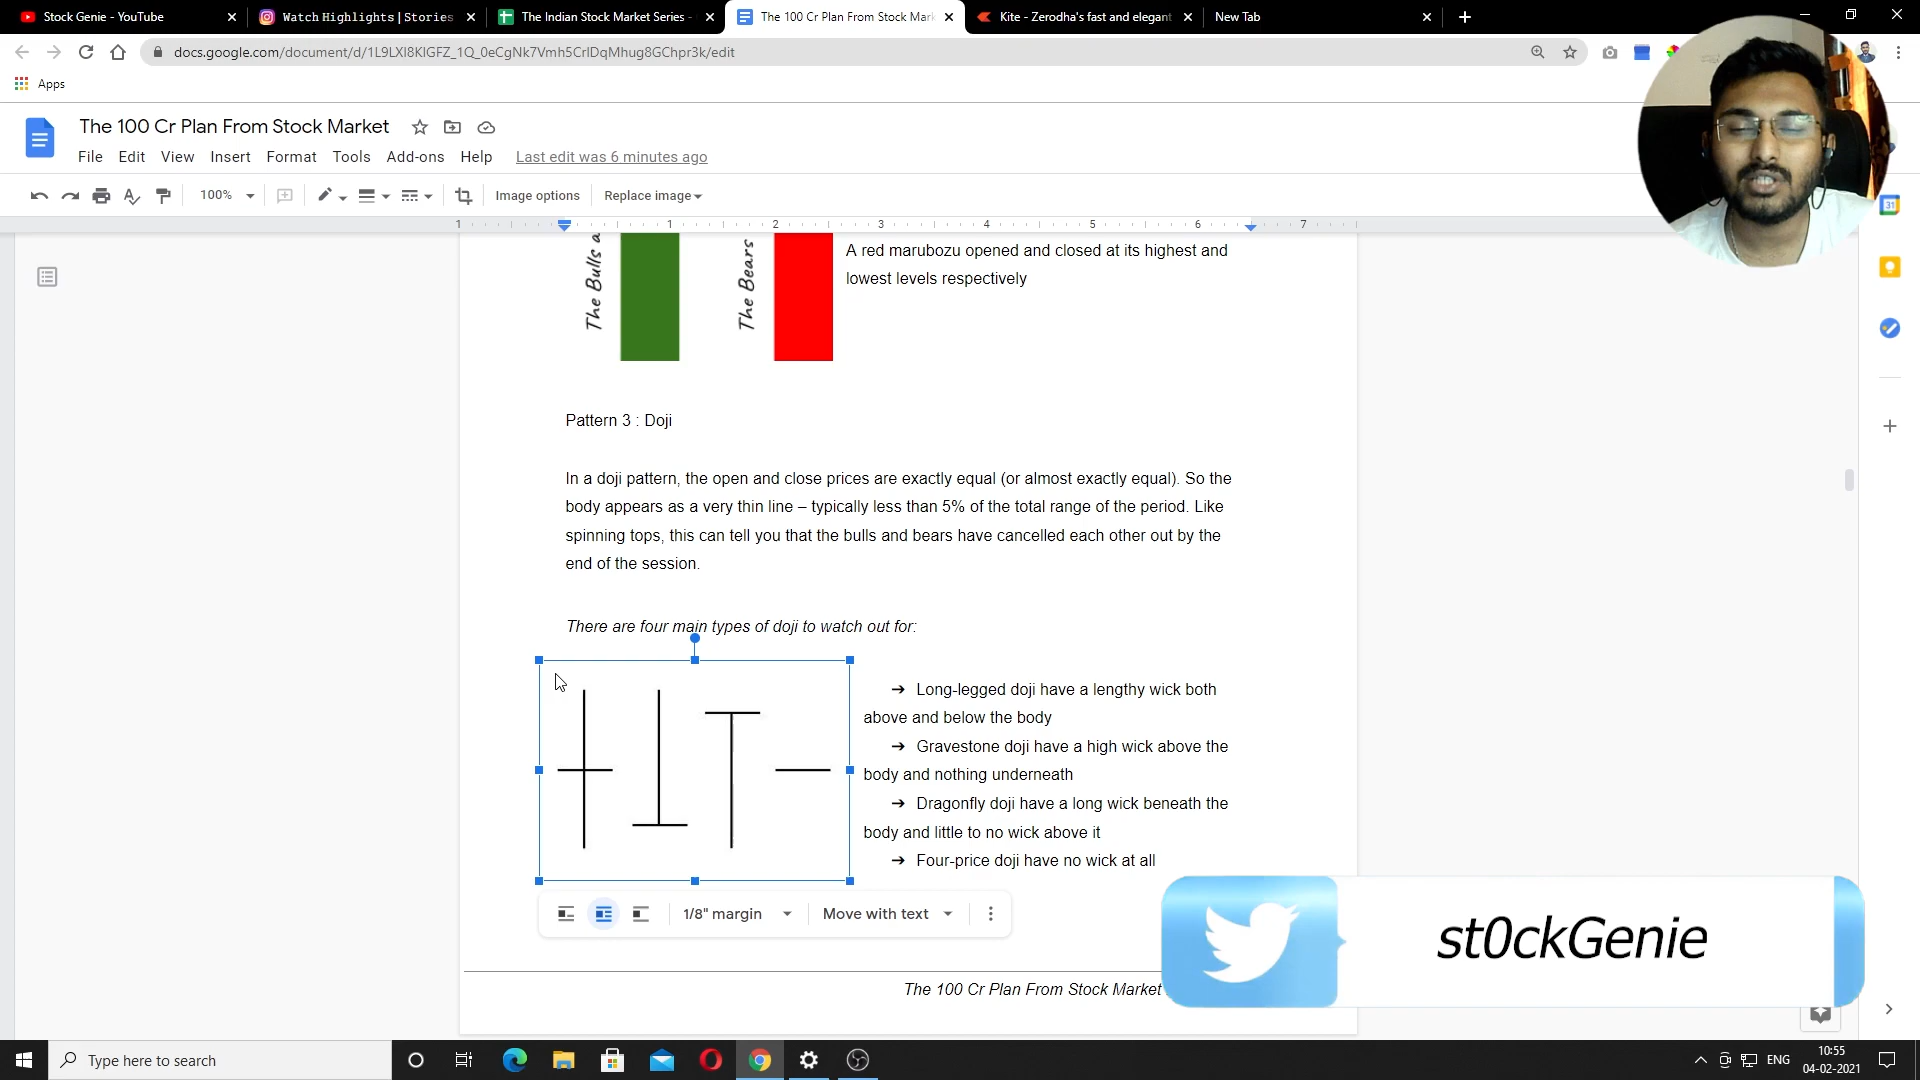 Stock Genie - YouTube
Watch Highlights | Stories
The Indian Stock Market Series -
The 100 Cr Plan From Stock Mark
Kite - Zerodha's fast and elegant
New Tab
Apps
The 100 Cr Plan From Stock Market
File Edit View Insert Format Tools Add-ons Help Last edit was 6 minutes ago
100% Image options Replace image
1 1 2 3 4 5 6 7
The Bulls a
The Bears
A red marubozu opened and closed at its highest and
lowest levels respectively
Pattern 3 : Doji
In a doji pattern, the open and close prices are exactly equal (or almost exactly equal). So the
body appears as a very thin line – typically less than 5% of the total range of the period. Like
spinning tops, this can tell you that the bulls and bears have cancelled each other out by the
end of the session.
There are four main types of doji to watch out for:
➔ Long-legged doji have a lengthy wick both
above and below the body
➔ Gravestone doji have a high wick above the
body and nothing underneath
➔ Dragonfly doji have a long wick beneath the
body and little to no wick above it
➔ Four-price doji have no wick at all
1/8" margin Move with text
st0ckGenie
The 100 Cr Plan From Stock Market
Type here to search
ENG
10:55
04-02-2021
31